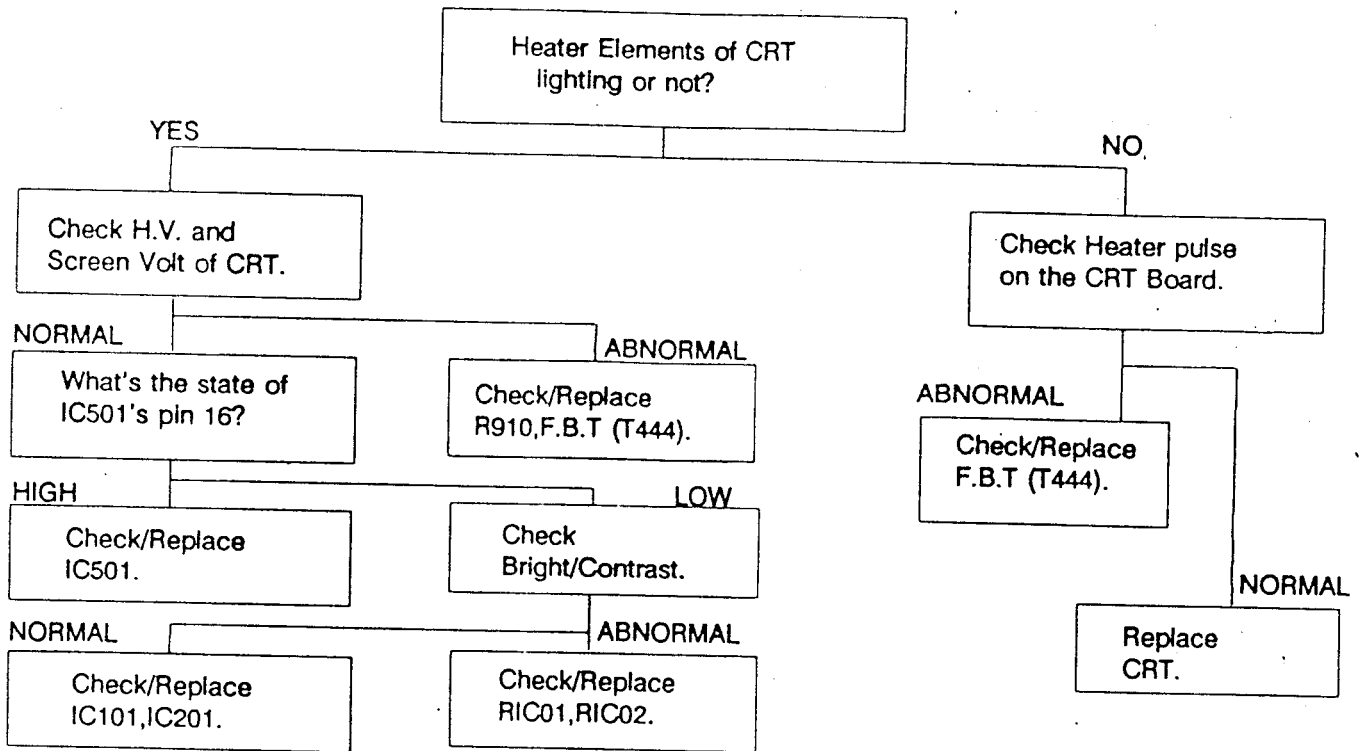 Heater Elements of CRT
lighting or not?
YES
NO
Check H.V. and
Screen Volt of CRT.
Check Heater pulse
on the CRT Board.
NORMAL
ABNORMAL
What's the state of
IC501's pin 16?
Check/Replace
R910,F.B.T (T444).
ABNORMAL
Check/Replace
F.B.T (T444).
HIGH
LOW
Check/Replace
IC501.
Check
Bright/Contrast.
NORMAL
Replace
CRT.
NORMAL
ABNORMAL
Check/Replace
IC101,IC201.
Check/Replace
RIC01,RIC02.